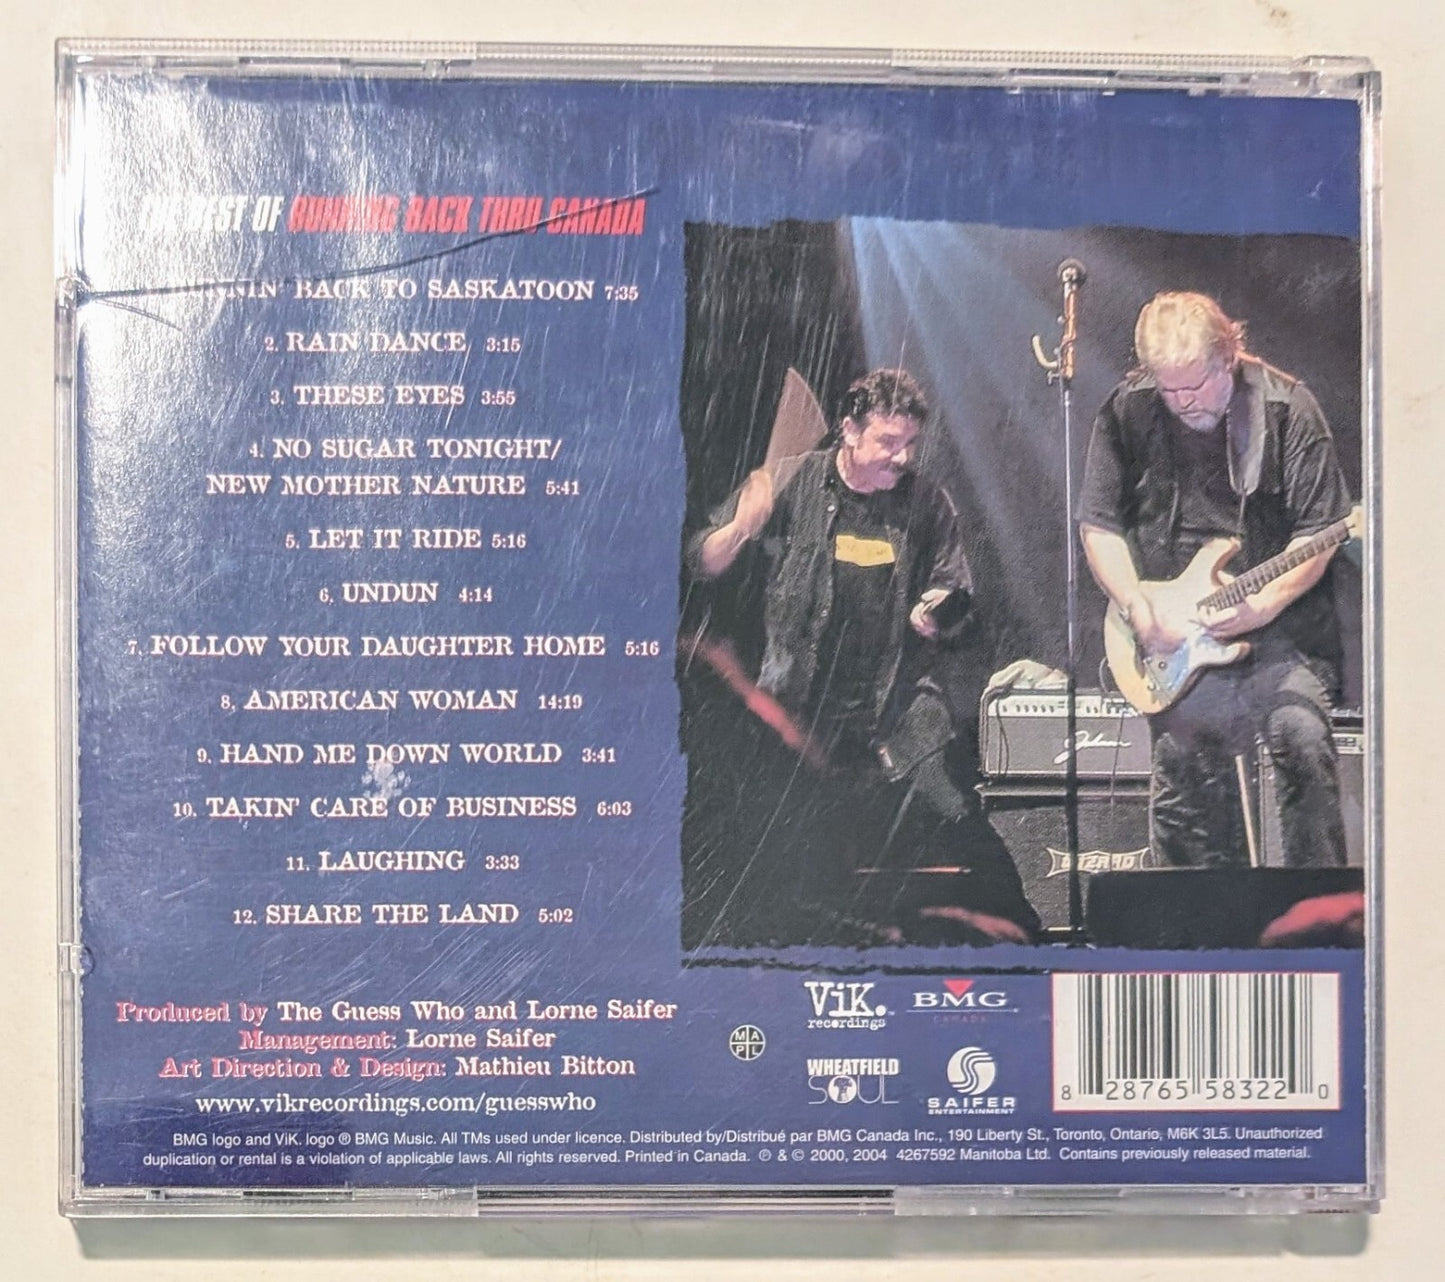 BEST OF RUNNING BACK THRU CANADA
BACK TO SASKATOON 7:35
2. RAIN DANCE 3:15
3. THESE EYES 3:55
4. NO SUGAR TONIGHT/
NEW MOTHER NATURE 5:41
5. LET IT RIDE 5:16
6. UNDUN 4:14
7. FOLLOW YOUR DAUGHTER HOME 5:16
8. AMERICAN WOMAN 14:19
9. HAND ME DOWN WORLD 3:41
10. TAKIN' CARE OF BUSINESS 6:03
11. LAUGHING 3:33
12. SHARE THE LAND 5:02
WIZARD
Produced by The Guess Who and Lorne Saifer
Management: Lorne Saifer
Art Direction & Design: Mathieu Bitton
www.vikrecordings.com/guesswho
MAPL
ViK.
recordings™
BMG
CANADA
WHEATFIELD
SOUL
SAIFER
ENTERTAINMENT
8 28765 58322 0
BMG logo and ViK. logo ® BMG Music. All TMs used under licence. Distributed by/Distribué par BMG Canada Inc., 190 Liberty St., Toronto, Ontario, M6K 3L5. Unauthorized
duplication or rental is a violation of applicable laws. All rights reserved. Printed in Canada. ℗ & © 2000, 2004 4267592 Manitoba Ltd. Contains previously released material.